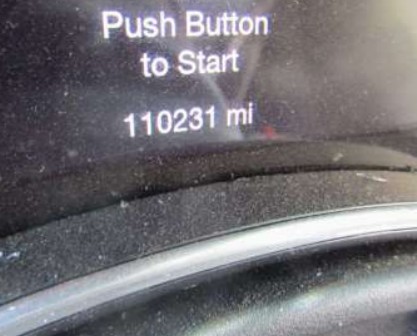 Push Button
to Start
110231 mi